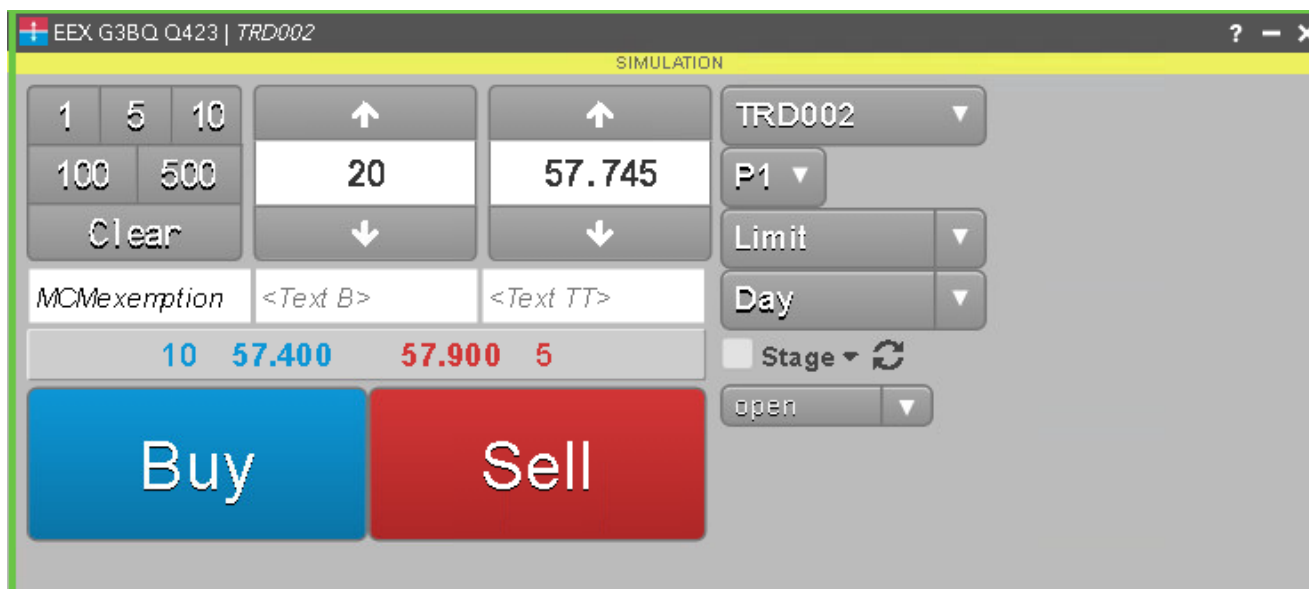 EEX G3BQ Q423 | TRD002 ?
SIMULATION
1 5 10
100 500
Clear
20
57.745
TRD002
P1
Limit
Day
MCMexemption <Text B> <Text TT>
10 57.400 57.900 5
Stage
open
Buy Sell